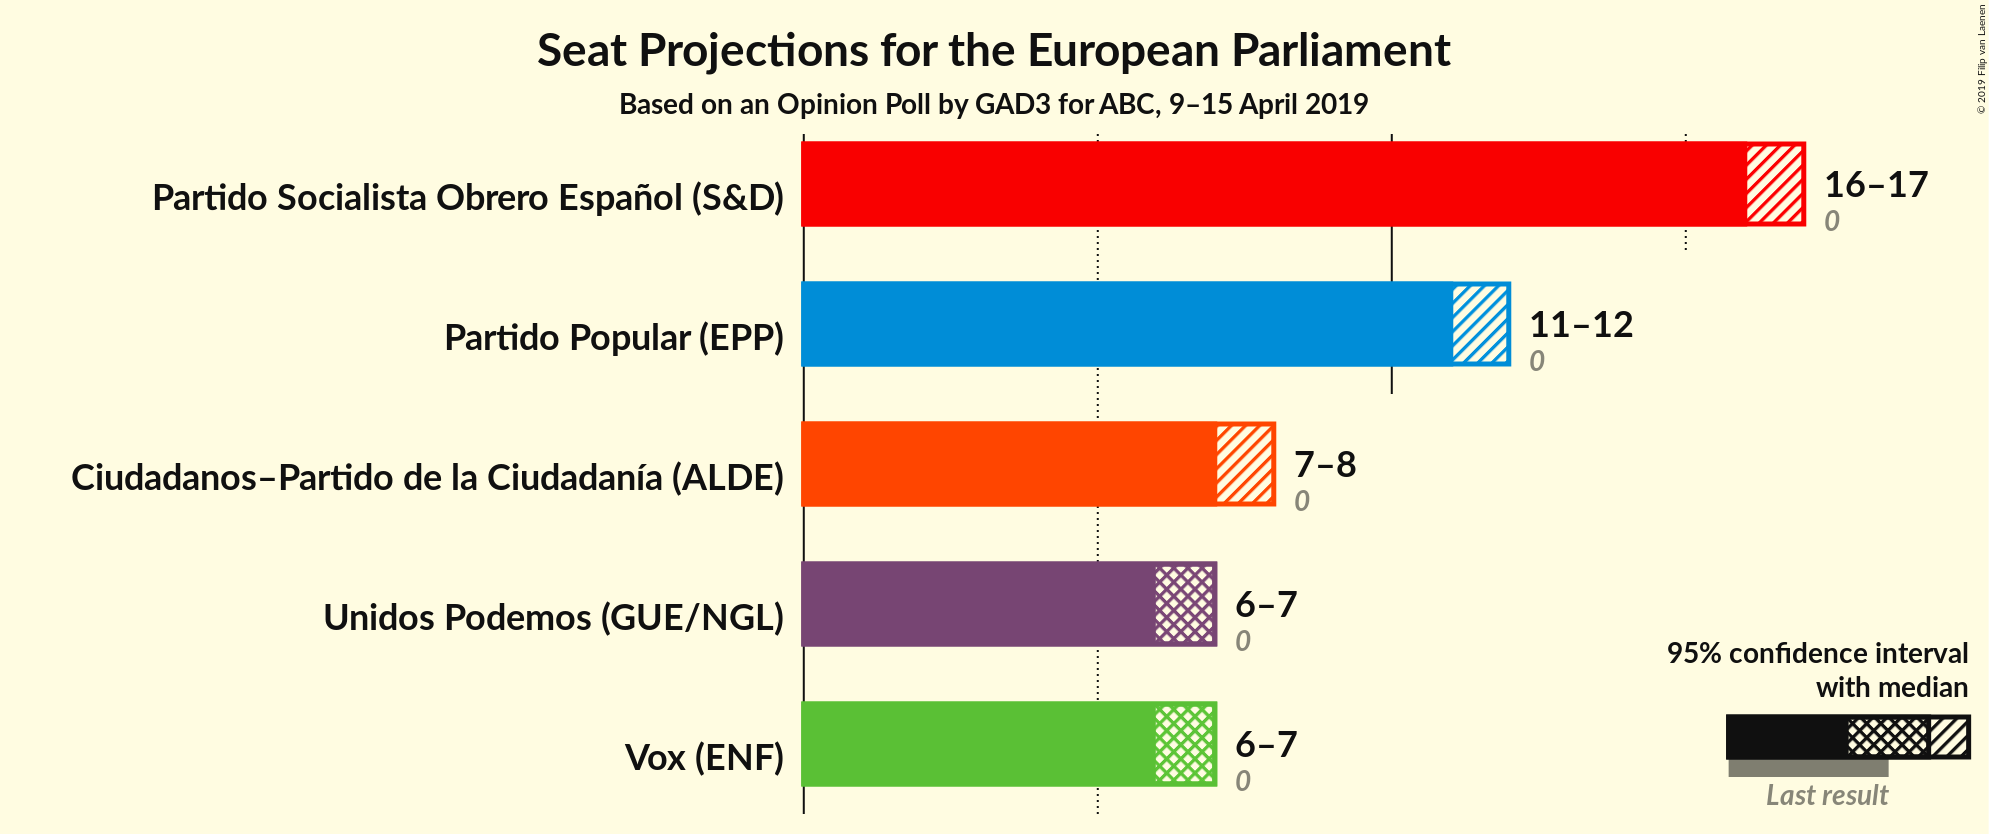 Seat Projections for the European Parliament
Based on an Opinion Poll by GAD3 for ABC, 9–15 April 2019
© 2019 Filip van Laenen
Partido Socialista Obrero Español (S&D)
16–17
0
Partido Popular (EPP)
11–12
0
Ciudadanos–Partido de la Ciudadanía (ALDE)
7–8
0
Unidos Podemos (GUE/NGL)
6–7
0
Vox (ENF)
6–7
0
95% confidence interval
with median
Last result